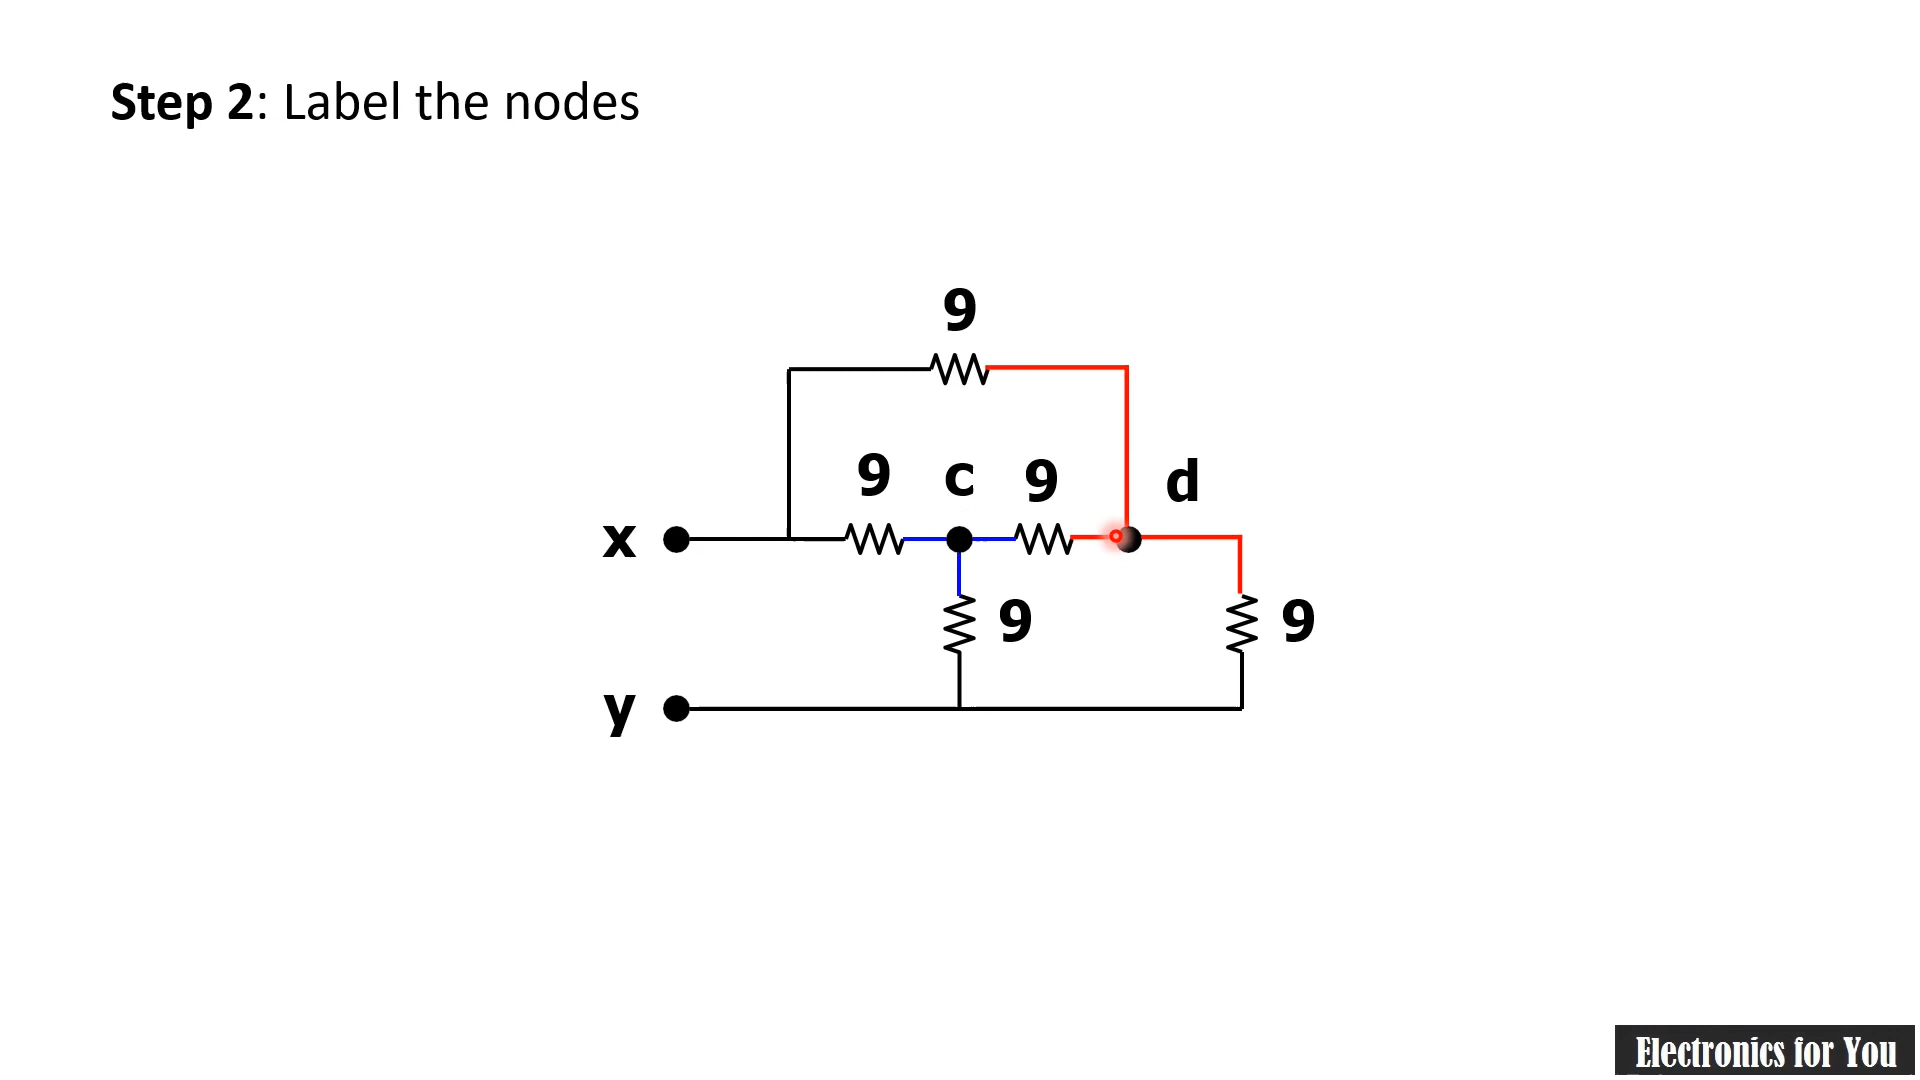 Step 2: Label the nodes
9
9 c 9 d
x
9 9
y
Electronics for You